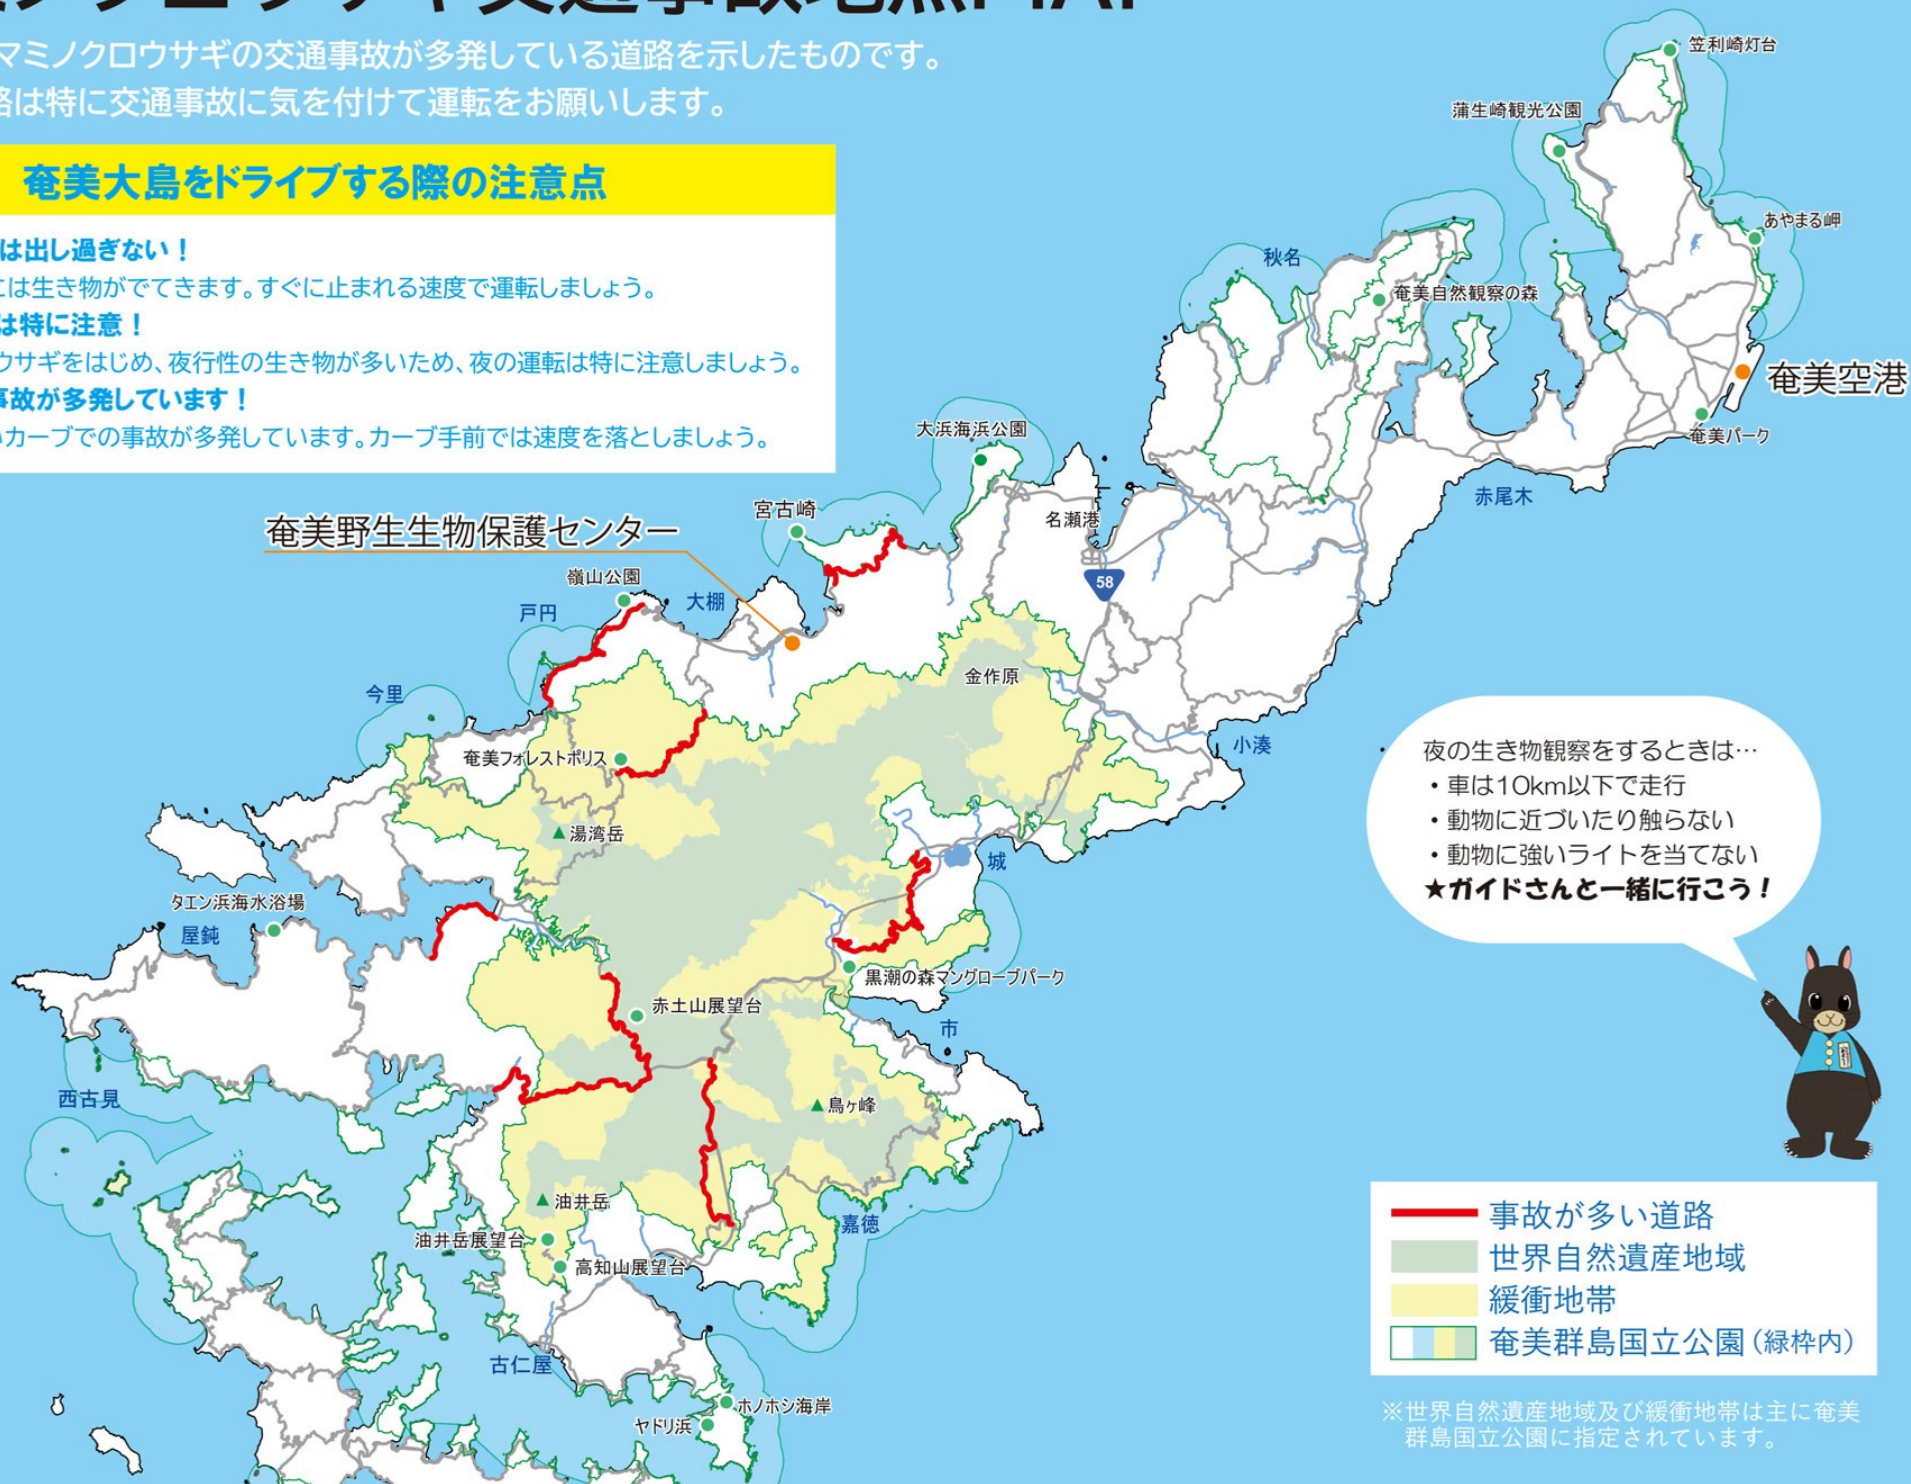 マミノクロウサギの交通事故が多発している道路を示したものです。
路は特に交通事故に気を付けて運転をお願いします。
奄美大島をドライブする際の注意点
は出し過ぎない！
には生き物がでてきます。すぐに止まれる速度で運転しましょう。
は特に注意！
ウサギをはじめ、夜行性の生き物が多いため、夜の運転は特に注意しましょう。
事故が多発しています！
いカーブでの事故が多発しています。カーブ手前では速度を落としましょう。
笠利崎灯台
蒲生崎観光公園
あやまる岬
秋名
奄美自然観察の森
奄美空港
奄美パーク
赤尾木
大浜海浜公園
宮古崎
名瀬港
奄美野生生物保護センター
嶺山公園
大棚
戸円
58
今里
金作原
小湊
奄美フォレストポリス
湯湾岳
城
タエン浜海水浴場
屋鈍
黒潮の森マングローブパーク
赤土山展望台
市
西古見
鳥ヶ峰
油井岳
嘉徳
油井岳展望台
高知山展望台
古仁屋
ホノホシ海岸
ヤドリ浜
夜の生き物観察をするときは…
・車は10km以下で走行
・動物に近づいたり触らない
・動物に強いライトを当てない
★ガイドさんと一緒に行こう！
事故が多い道路
世界自然遺産地域
緩衝地帯
奄美群島国立公園（緑枠内）
※世界自然遺産地域及び緩衝地帯は主に奄美
群島国立公園に指定されています。